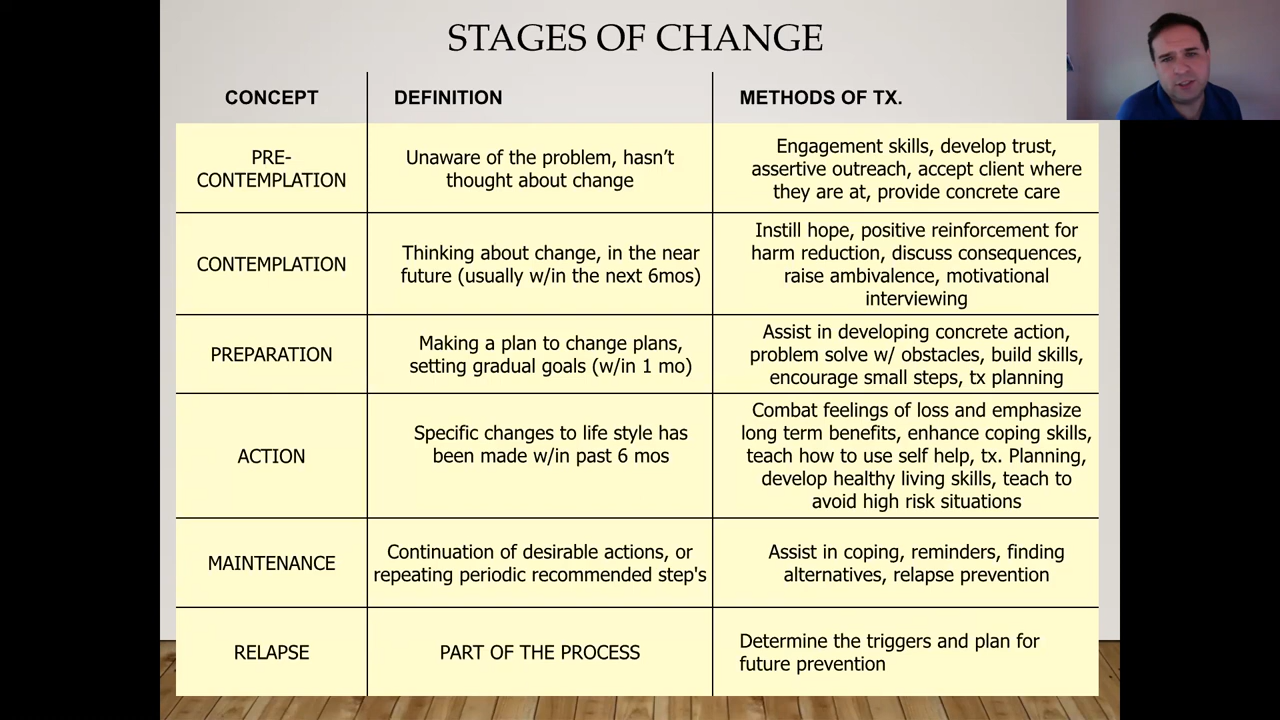 STAGES OF CHANGE
CONCEPT
DEFINITION
METHODS OF TX.
PRE-
CONTEMPLATION
Unaware of the problem, hasn’t
thought about change
Engagement skills, develop trust,
assertive outreach, accept client where
they are at, provide concrete care
CONTEMPLATION
Thinking about change, in the near
future (usually w/in the next 6mos)
Instill hope, positive reinforcement for
harm reduction, discuss consequences,
raise ambivalence, motivational
interviewing
PREPARATION
Making a plan to change plans,
setting gradual goals (w/in 1 mo)
Assist in developing concrete action,
problem solve w/ obstacles, build skills,
encourage small steps, tx planning
ACTION
Specific changes to life style has
been made w/in past 6 mos
Combat feelings of loss and emphasize
long term benefits, enhance coping skills,
teach how to use self help, tx. Planning,
develop healthy living skills, teach to
avoid high risk situations
MAINTENANCE
Continuation of desirable actions, or
repeating periodic recommended step's
Assist in coping, reminders, finding
alternatives, relapse prevention
RELAPSE
PART OF THE PROCESS
Determine the triggers and plan for
future prevention